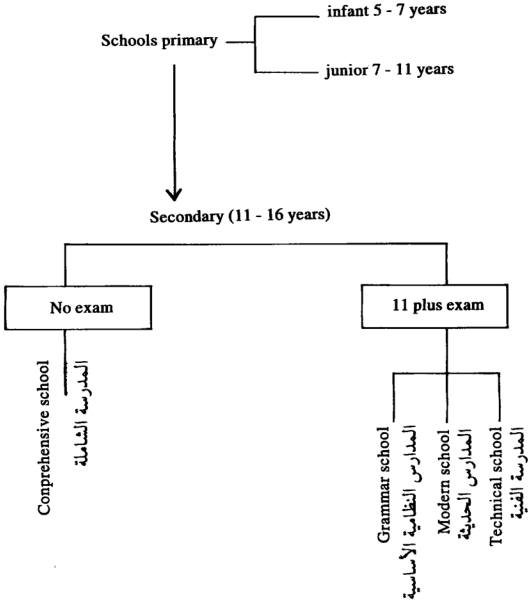 infant 5 - 7 years
Schools primary
junior 7 - 11 years
Secondary (11 - 16 years)
No exam
11 plus exam
Conprehensive school
المدرسة الشاملة
Grammar school
المدارس النظامية الأساسية
Modern school
المدارس الحديثة
Technical school
المدرسة الفنية